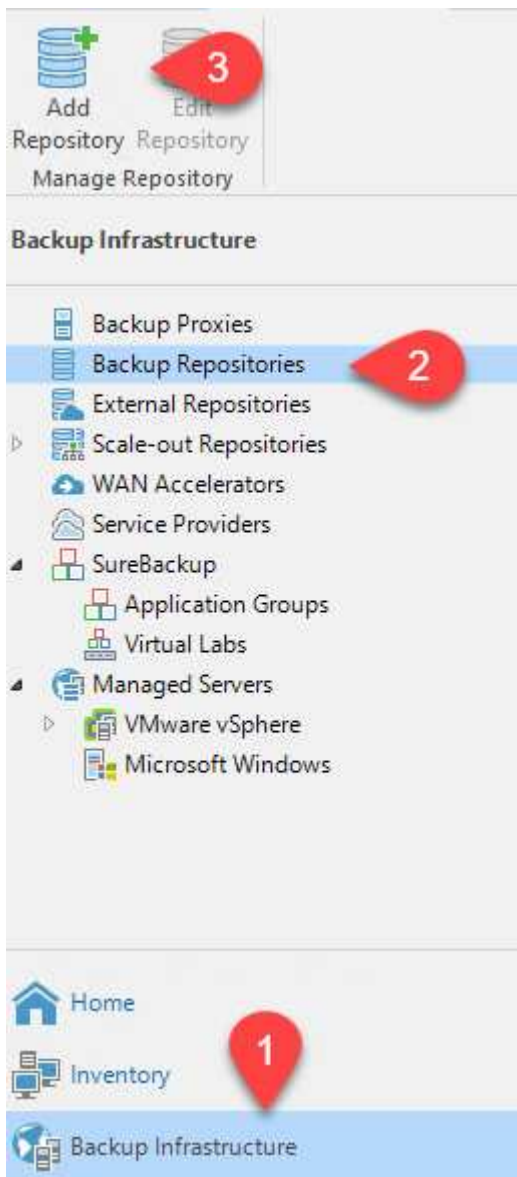 3
Add Edit
Repository Repository
Manage Repository
Backup Infrastructure
Backup Proxies
Backup Repositories
2
External Repositories
Scale-out Repositories
WAN Accelerators
Service Providers
SureBackup
Application Groups
Virtual Labs
Managed Servers
VMware vSphere
Microsoft Windows
Home
1
Inventory
Backup Infrastructure